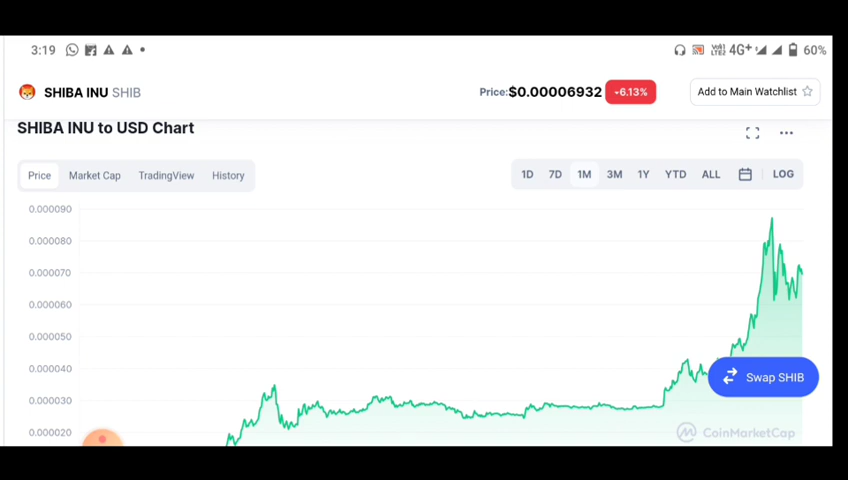 3:19
Vo)) LTE2 4G+ 60%
SHIBA INU SHIB Price:$0.00006932 -6.13% Add to Main Watchlist
SHIBA INU to USD Chart
Price Market Cap TradingView History 1D 7D 1M 3M 1Y YTD ALL LOG
0.000090
0.000080
0.000070
0.000060
0.000050
0.000040
Swap SHIB
0.000030
0.000020
CoinMarketCap